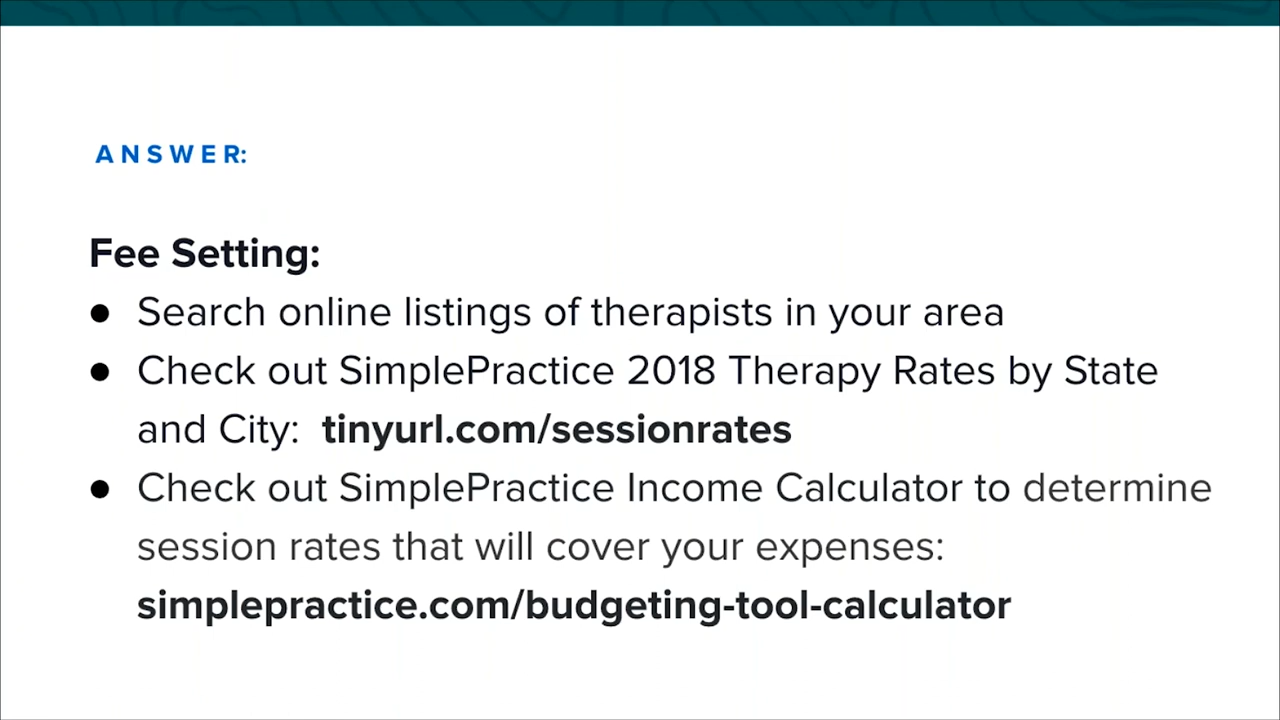 ANSWER:
Fee Setting:
● Search online listings of therapists in your area
● Check out SimplePractice 2018 Therapy Rates by State
and City: tinyurl.com/sessionrates
● Check out SimplePractice Income Calculator to determine
session rates that will cover your expenses:
simplepractice.com/budgeting-tool-calculator